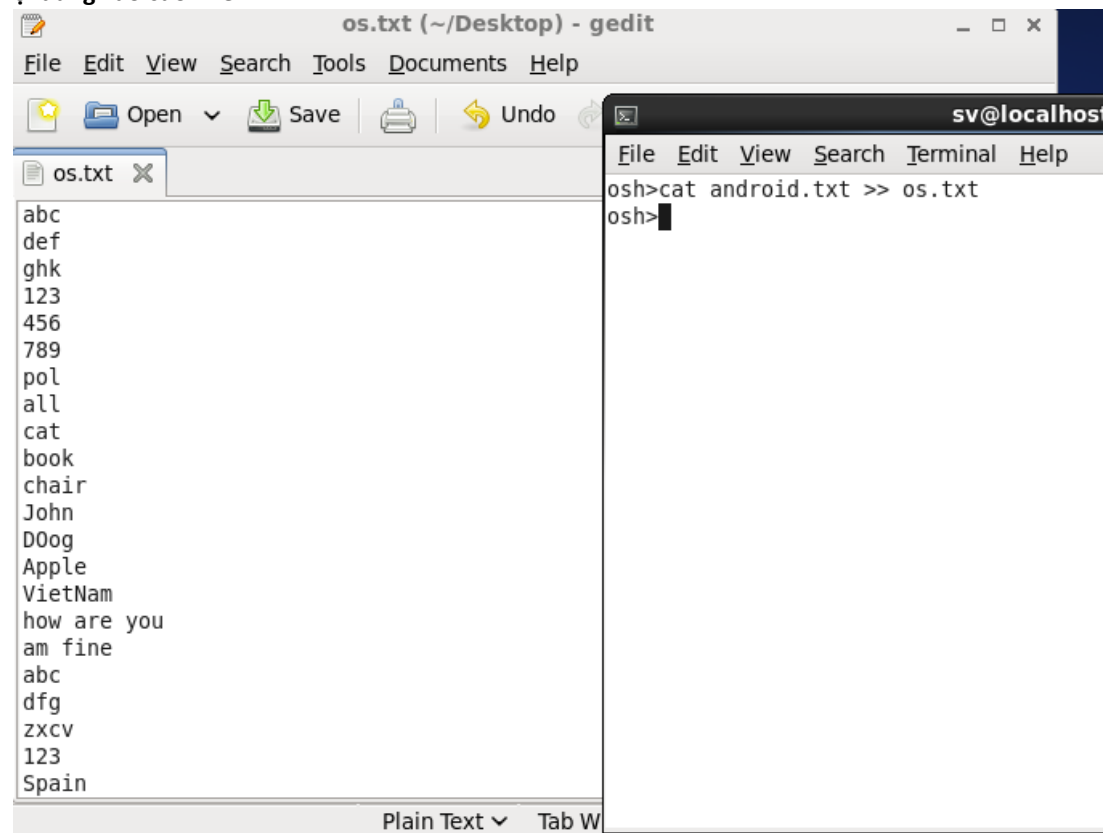 os.txt (~/Desktop) - gedit
File Edit View Search Tools Documents Help
Open Save Undo
os.txt
abc
def
ghk
123
456
789
pol
all
cat
book
chair
John
DOog
Apple
VietNam
how are you
am fine
abc
dfg
zxcv
123
Spain
Plain Text Tab W
sv@localhost
File Edit View Search Terminal Help
osh>cat android.txt >> os.txt
osh>